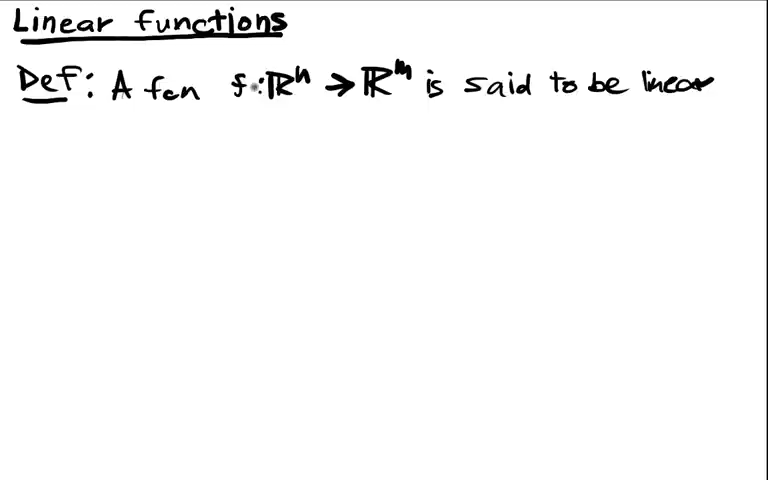 Linear functions
Def: A fcn f: ℝⁿ → ℝᵐ is said to be linear